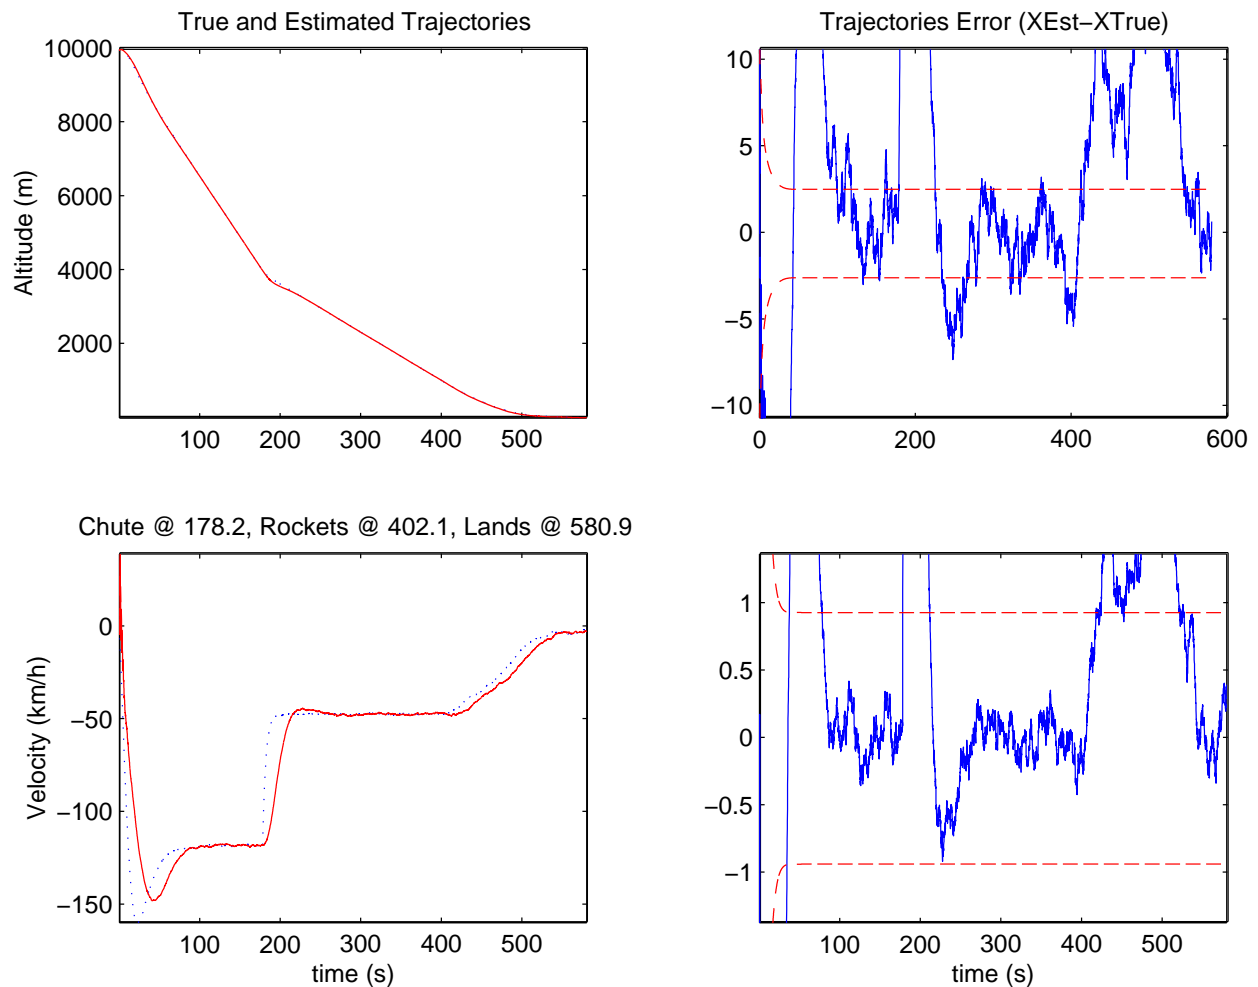 True and Estimated Trajectories
10000
8000
6000
4000
2000
Altitude (m)
100 200 300 400 500
Trajectories Error (XEst−XTrue)
10
5
0
−5
−10
0 200 400 600
Chute @ 178.2, Rockets @ 402.1, Lands @ 580.9
0
−50
−100
−150
Velocity (km/h)
100 200 300 400 500
time (s)
1
0.5
0
−0.5
−1
100 200 300 400 500
time (s)